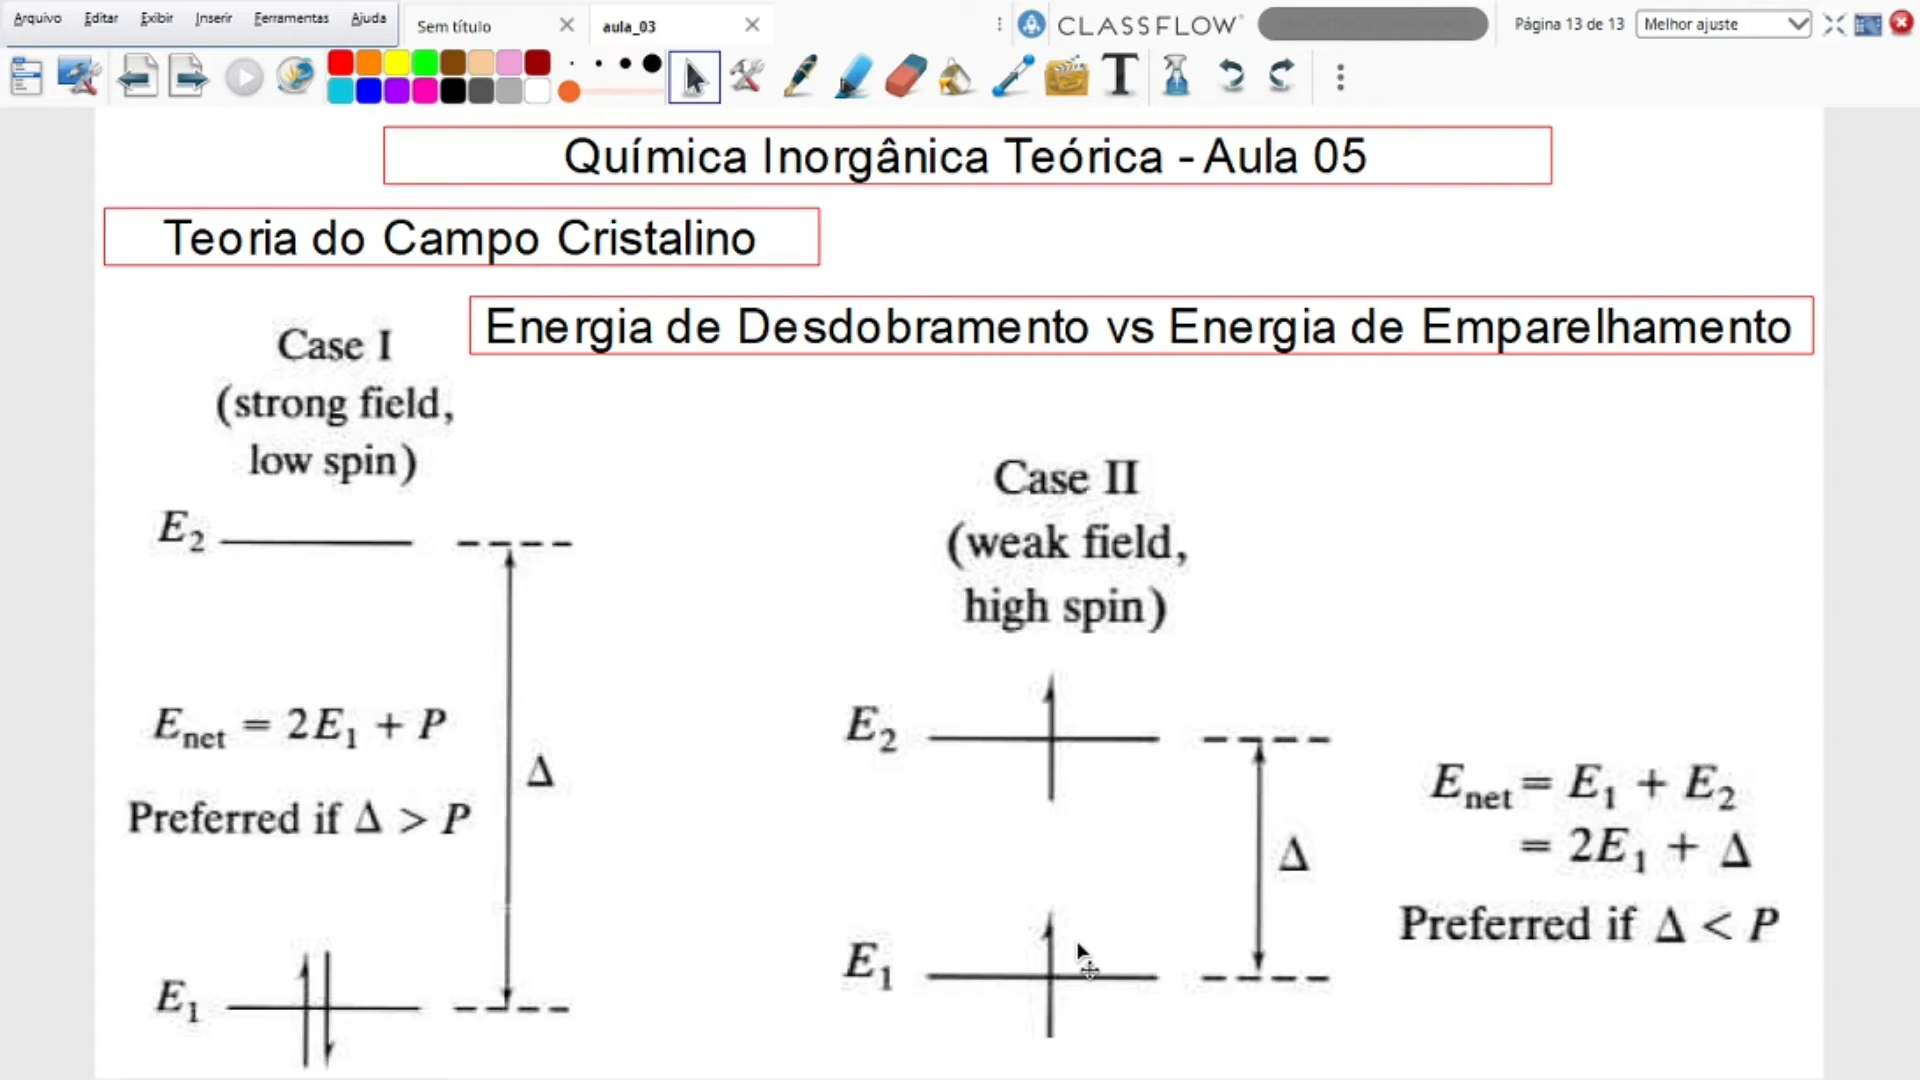 Arquivo Editar Exibir Inserir Ferramentas Ajuda
Sem título
aula_03
CLASSFLOW
Página 13 de 13
Melhor ajuste
T
Química Inorgânica Teórica - Aula 05
Teoria do Campo Cristalino
Energia de Desdobramento vs Energia de Emparelhamento
Case I
(strong field,
low spin)
E₂
E_net = 2E₁ + P
Δ
Preferred if Δ > P
E₁
Case II
(weak field,
high spin)
E₂
Δ
E₁
E_net = E₁ + E₂
= 2E₁ + Δ
Preferred if Δ < P